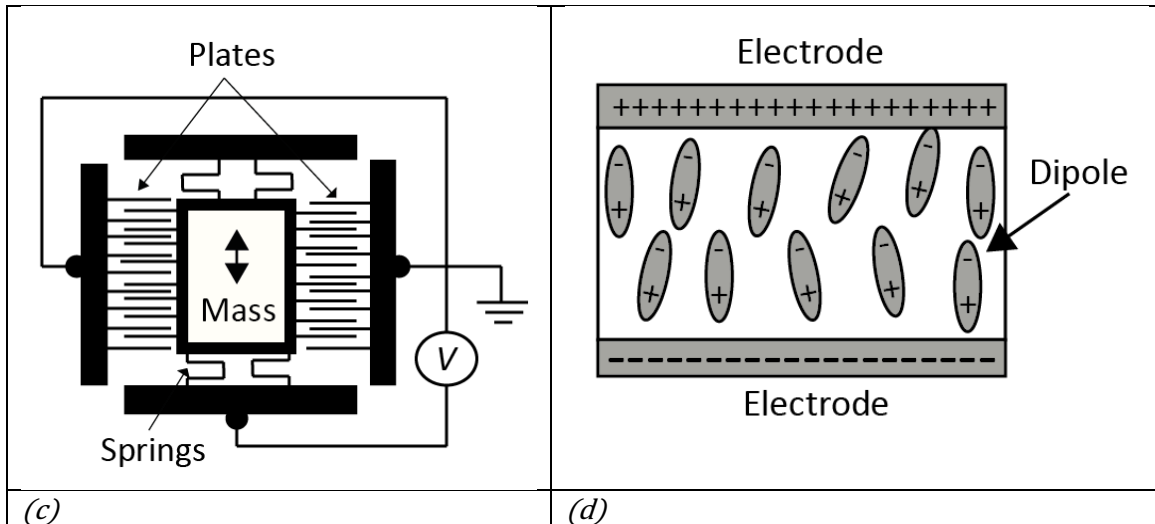 Plates
Mass
V
Springs
(c)
Electrode
+++++++++++++++++++
- + - + - + - + - + - +
Dipole
- + - + - + - + - +
−−−−−−−−−−−−−−−−−−−
Electrode
(d)